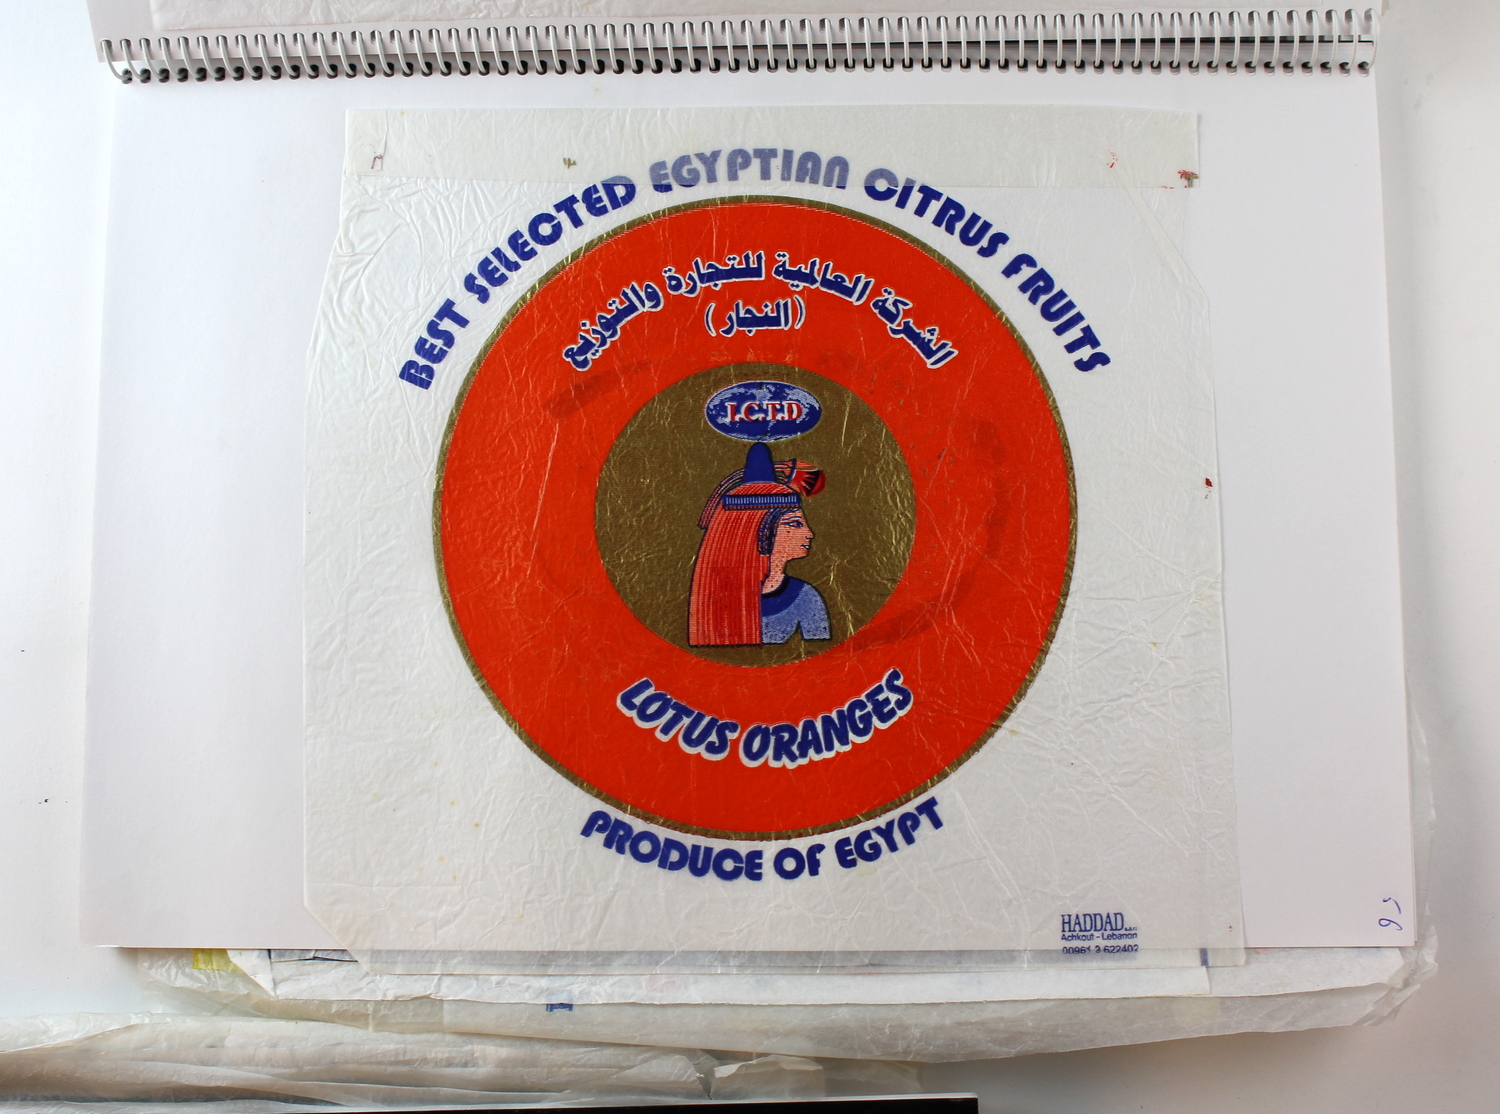 BEST SELECTED EGYPTIAN CITRUS FRUITS
الشركة العالمية للتجارة والتوزيع
(النجار)
I.C.T.D
LOTUS ORANGES
PRODUCE OF EGYPT
HADDAD
Achkout - Lebanon
00961 3 622402